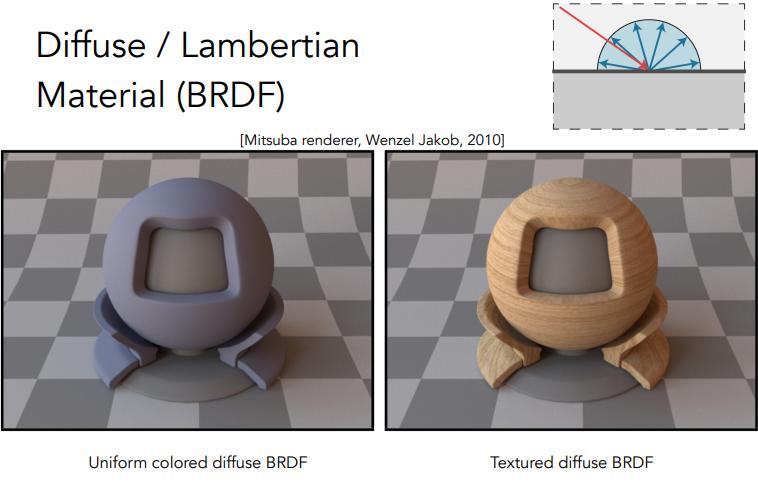 Diffuse / Lambertian
Material (BRDF)
[Mitsuba renderer, Wenzel Jakob, 2010]
Uniform colored diffuse BRDF
Textured diffuse BRDF